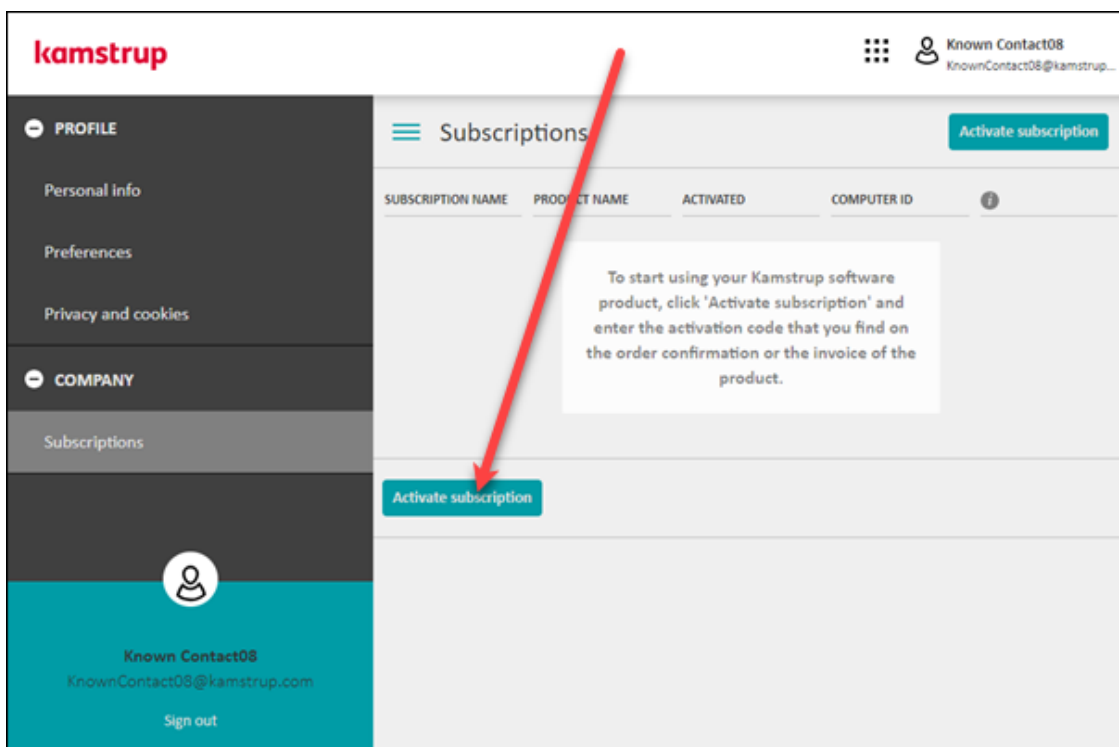 kamstrup
Known Contact08
KnownContact08@kamstrup...
PROFILE
Personal info
Preferences
Privacy and cookies
COMPANY
Subscriptions
Known Contact08
KnownContact08@kamstrup.com
Sign out
Subscriptions
Activate subscription
SUBSCRIPTION NAME PRODUCT NAME ACTIVATED COMPUTER ID i
To start using your Kamstrup software
product, click 'Activate subscription' and
enter the activation code that you find on
the order confirmation or the invoice of the
product.
Activate subscription